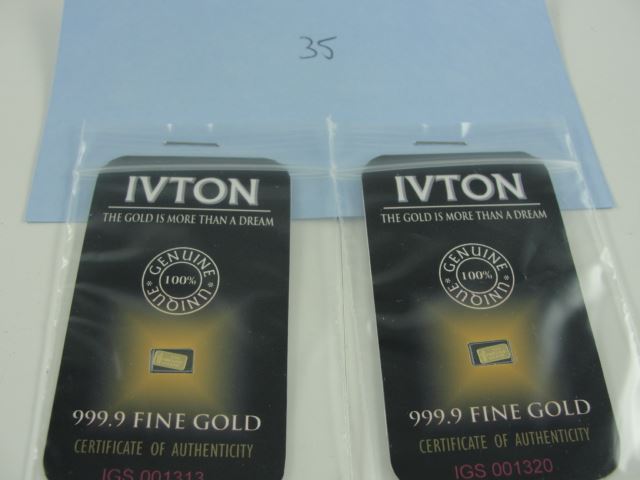 35
IVTON
THE GOLD IS MORE THAN A DREAM
GENUINE
100%
* UNIQUE *
999.9 FINE GOLD
CERTIFICATE OF AUTHENTICITY
IGS 001313
IVTON
THE GOLD IS MORE THAN A DREAM
GENUINE
100%
* UNIQUE *
999.9 FINE GOLD
CERTIFICATE OF AUTHENTICITY
IGS 001320